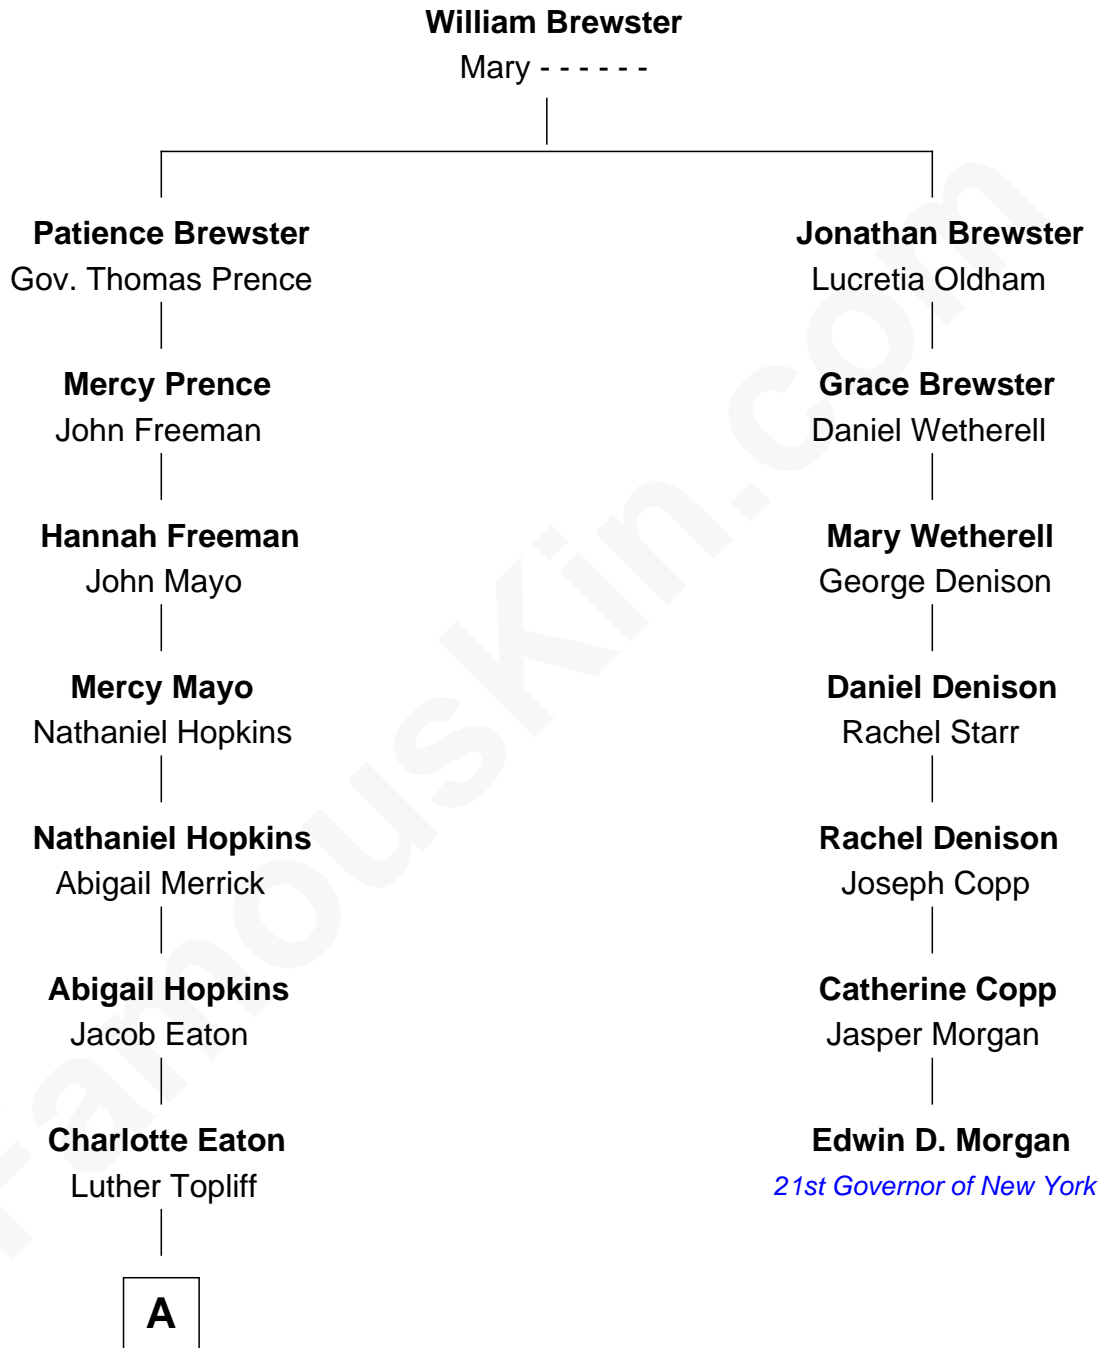 William Brewster
Mary - - - - - -
Patience Brewster
Gov. Thomas Prence
Jonathan Brewster
Lucretia Oldham
Mercy Prence
John Freeman
Grace Brewster
Daniel Wetherell
Hannah Freeman
John Mayo
Mary Wetherell
George Denison
Mercy Mayo
Nathaniel Hopkins
Daniel Denison
Rachel Starr
Nathaniel Hopkins
Abigail Merrick
Rachel Denison
Joseph Copp
Abigail Hopkins
Jacob Eaton
Catherine Copp
Jasper Morgan
Charlotte Eaton
Luther Topliff
Edwin D. Morgan
21st Governor of New York
A
FamousKin.com